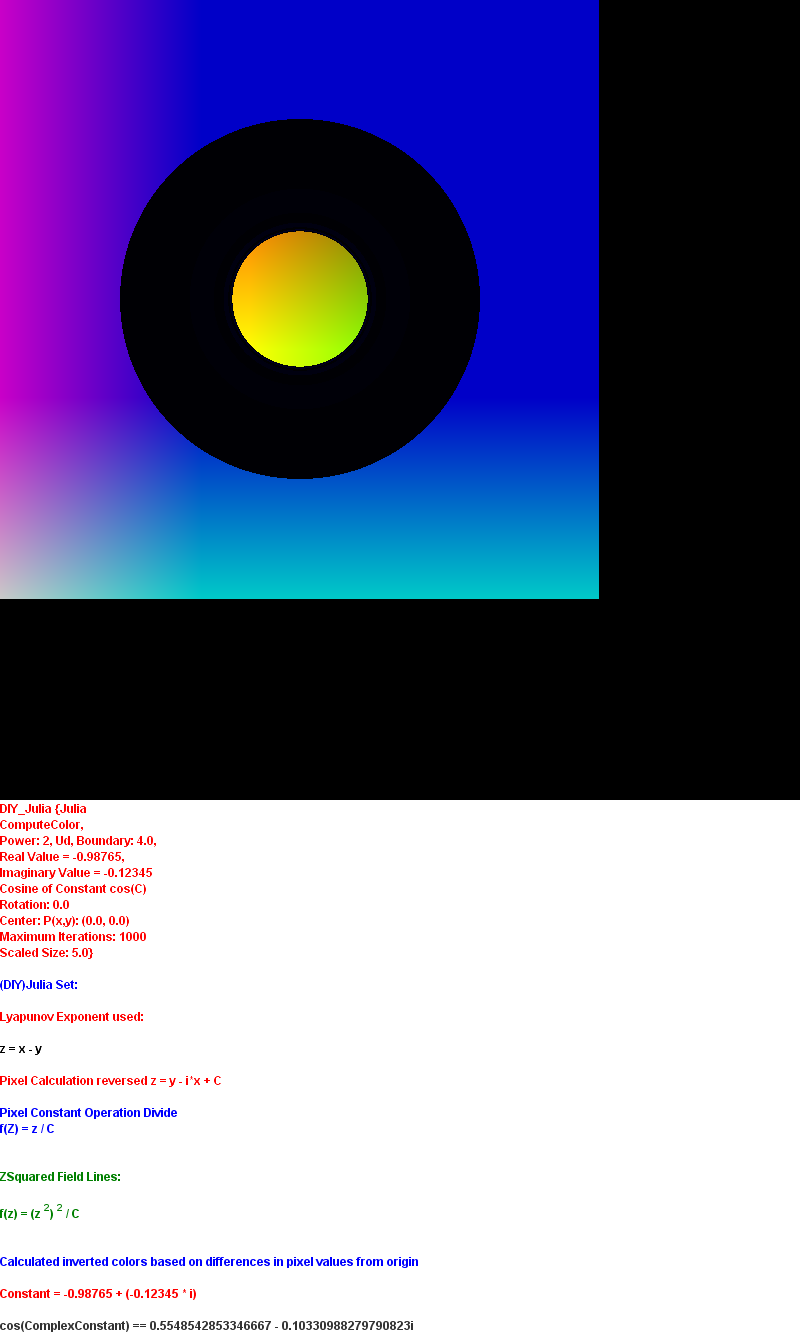 DIY_Julia {Julia
ComputeColor,
Power: 2, Ud, Boundary: 4.0,
Real Value = -0.98765,
Imaginary Value = -0.12345
Cosine of Constant cos(C)
Rotation: 0.0
Center: P(x,y): (0.0, 0.0)
Maximum Iterations: 1000
Scaled Size: 5.0}
(DIY)Julia Set:
Lyapunov Exponent used:
z = x - y
Pixel Calculation reversed z = y - i*x + C
Pixel Constant Operation Divide
f(Z) = z / C
ZSquared Field Lines:
f(z) = (z ²) ² / C
Calculated inverted colors based on differences in pixel values from origin
Constant = -0.98765 + (-0.12345 * i)
cos(ComplexConstant) == 0.5548542853346667 - 0.10330988279790823i